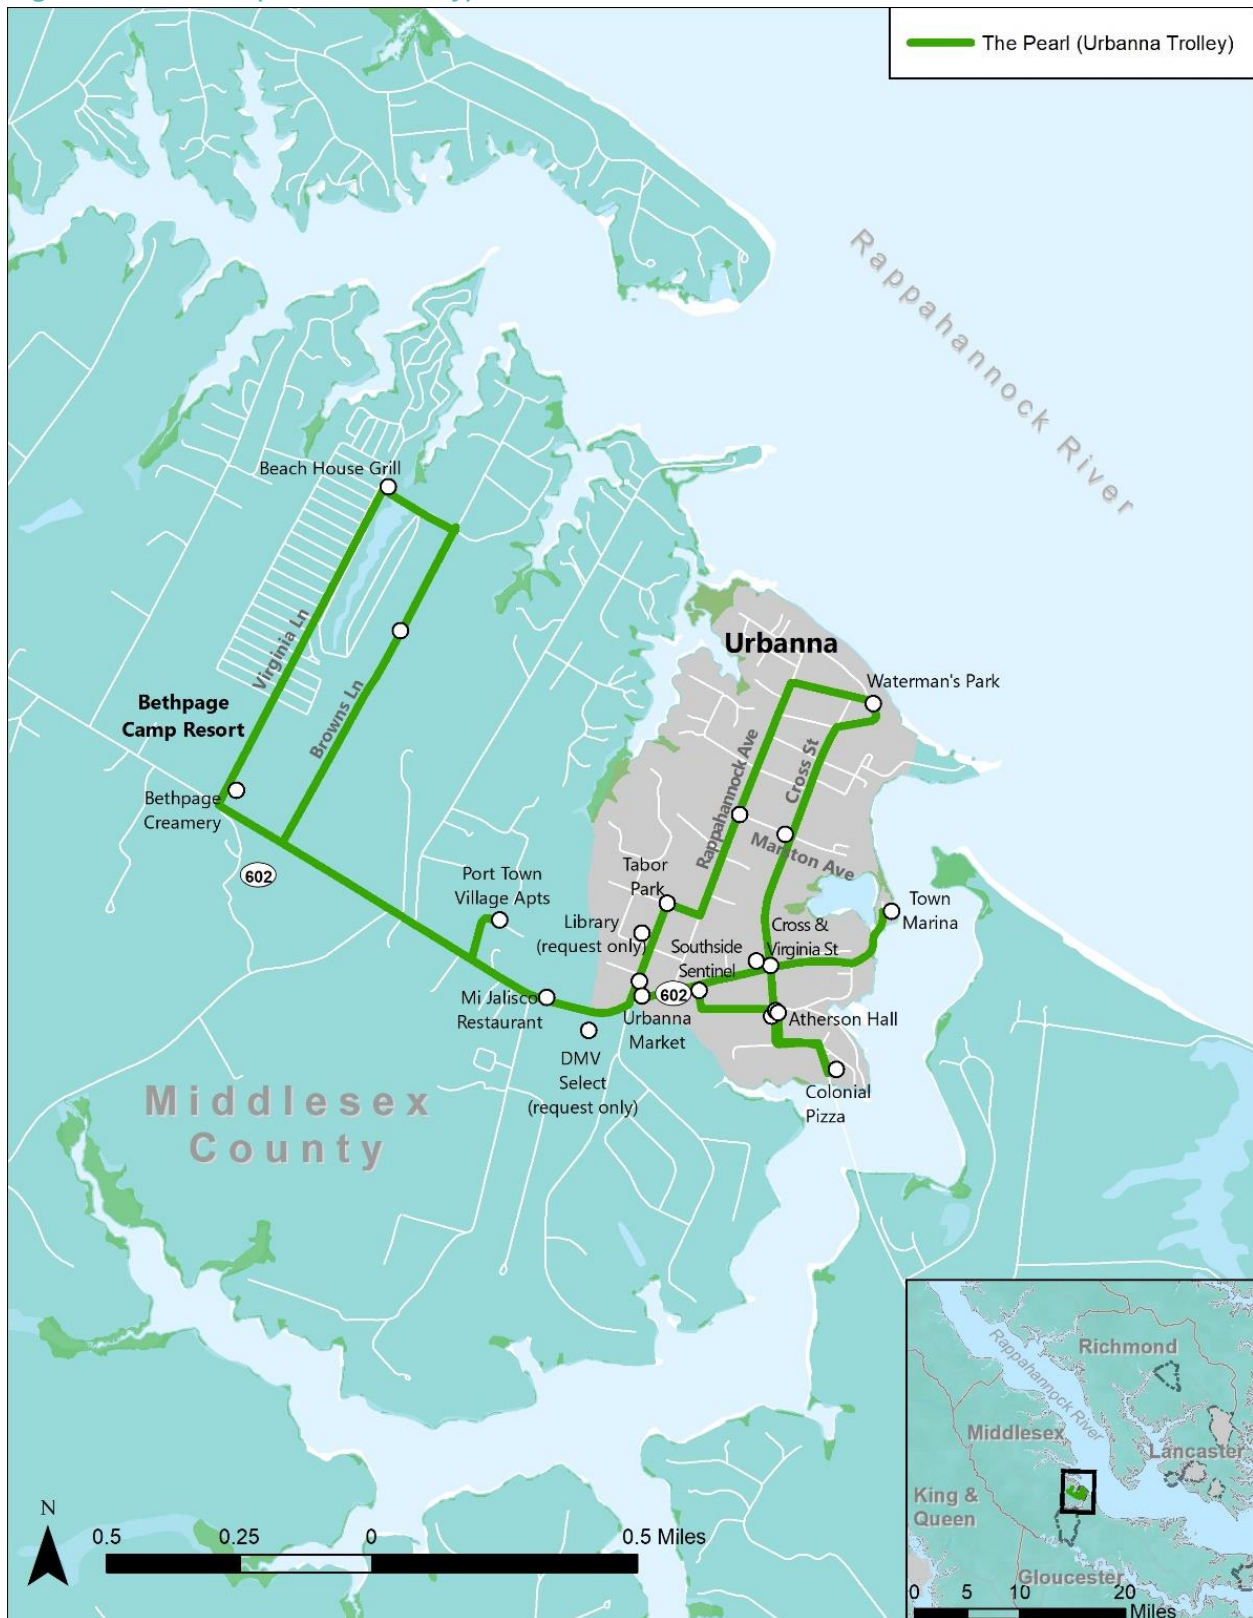 The Pearl (Urbanna Trolley)
Rappahannock River
Beach House Grill
Urbanna
Waterman's Park
Virginia Ln
Bethpage
Camp Resort
Browns Ln
Rappahannock Ave
Cross St
Bethpage
Creamery
602
Marston Ave
Port Town
Village Apts
Tabor
Park
Town
Marina
Library
(request only)
Southside
Sentinel
Cross &
Virginia St
Mi Jalisco
Restaurant
602
Urbanna
Market
Atherson Hall
DMV
Select
(request only)
Colonial
Pizza
Middlesex
County
N
0.5 0.25 0 0.5 Miles
Rappahannock River
Richmond
Middlesex
Lancaster
King &
Queen
Gloucester
0 5 10 20
Miles